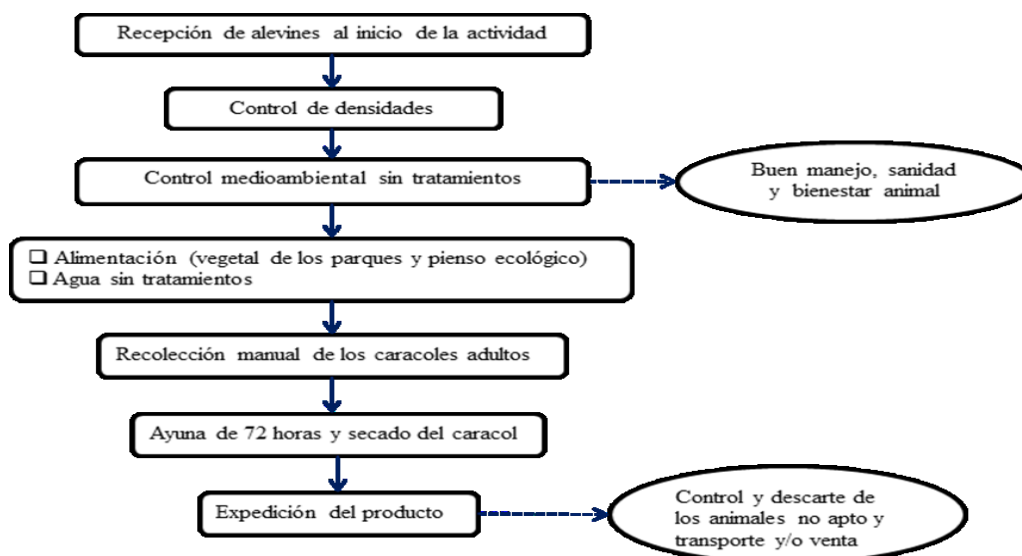 Recepción de alevines al inicio de la actividad
Control de densidades
Control medioambiental sin tratamientos
Buen manejo, sanidad
y bienestar animal
❑ Alimentación (vegetal de los parques y pienso ecológico)
❑ Agua sin tratamientos
Recolección manual de los caracoles adultos
Ayuna de 72 horas y secado del caracol
Expedición del producto
Control y descarte de
los animales no apto y
transporte y/o venta